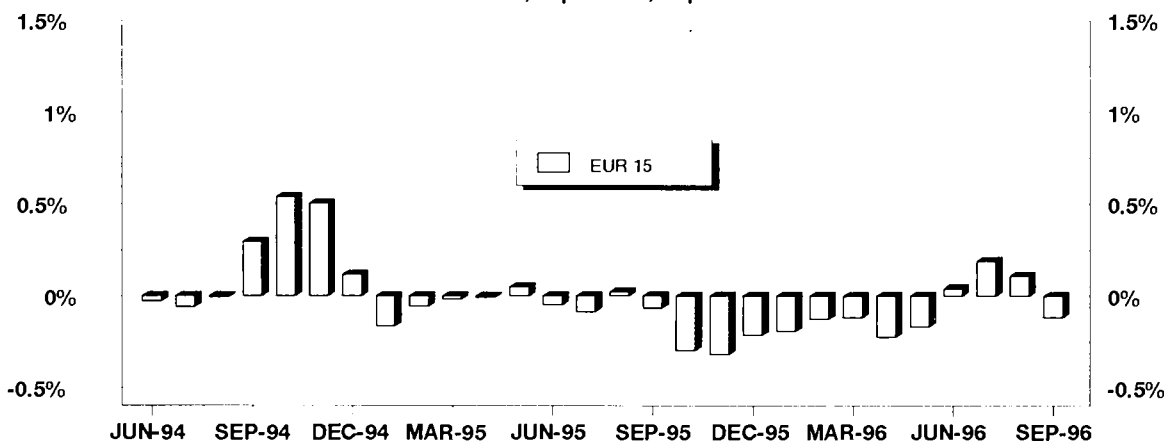 1.5% 1.5%
1% 1%
EUR 15
0.5% 0.5%
0% 0%
-0.5% -0.5%
JUN-94 SEP-94 DEC-94 MAR-95 JUN-95 SEP-95 DEC-95 MAR-96 JUN-96 SEP-96